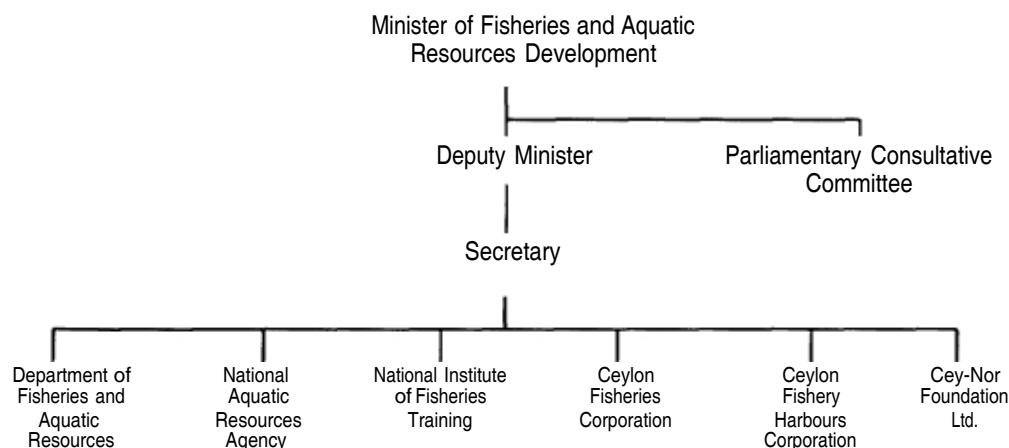 Minister of Fisheries and Aquatic
Resources Development
Deputy Minister
Parliamentary Consultative
Committee
Secretary
Department of
Fisheries and
Aquatic
Resources
National
Aquatic
Resources
Agency
National Institute
of Fisheries
Training
Ceylon
Fisheries
Corporation
Ceylon
Fishery
Harbours
Corporation
Cey-Nor
Foundation
Ltd.